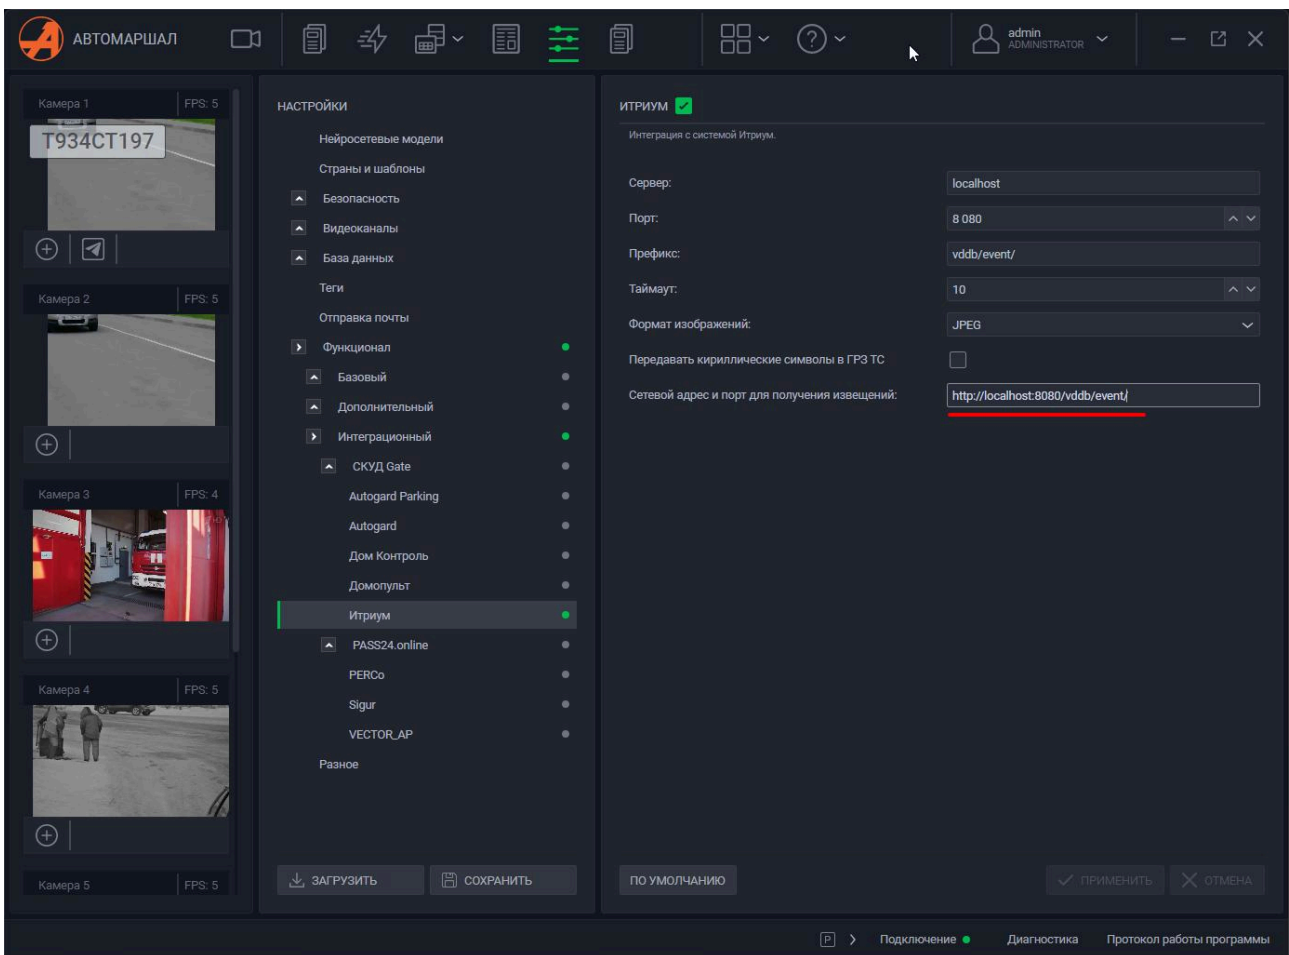 АВТОМАРШАЛ
admin
ADMINISTRATOR
Камера 1 FPS: 5
T934CT197
Камера 2 FPS: 5
Камера 3 FPS: 4
Камера 4 FPS: 5
Камера 5 FPS: 5
НАСТРОЙКИ
Нейросетевые модели
Страны и шаблоны
Безопасность
Видеоканалы
База данных
Теги
Отправка почты
Функционал
Базовый
Дополнительный
Интеграционный
СКУД Gate
Autogard Parking
Autogard
Дом Контроль
Домопульт
Итриум
PASS24.online
PERCo
Sigur
VECTOR_AP
Разное
ЗАГРУЗИТЬ СОХРАНИТЬ
ИТРИУМ
Интеграция с системой Итриум.
Сервер: localhost
Порт: 8 080
Префикс: vddb/event/
Таймаут: 10
Формат изображений: JPEG
Передавать кириллические символы в ГРЗ ТС
Сетевой адрес и порт для получения извещений: http://localhost:8080/vddb/event/
ПО УМОЛЧАНИЮ ПРИМЕНИТЬ ОТМЕНА
P Подключение Диагностика Протокол работы программы